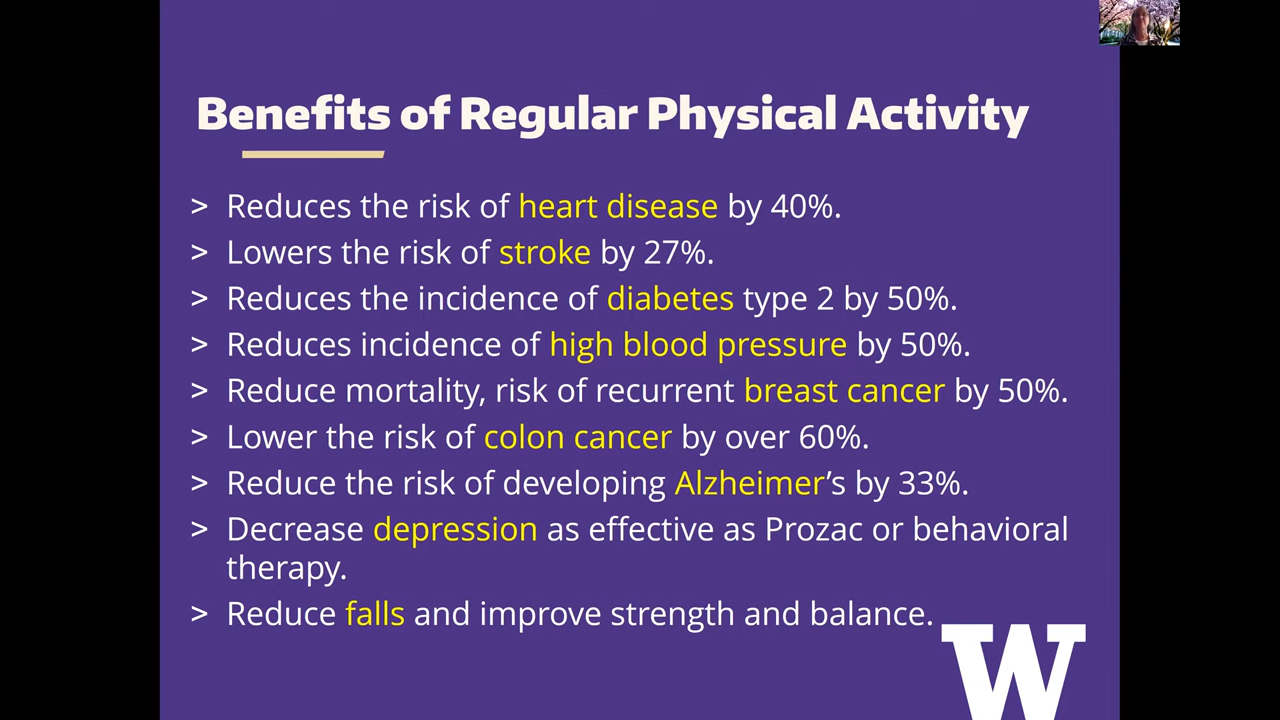 Benefits of Regular Physical Activity
> Reduces the risk of heart disease by 40%.
> Lowers the risk of stroke by 27%.
> Reduces the incidence of diabetes type 2 by 50%.
> Reduces incidence of high blood pressure by 50%.
> Reduce mortality, risk of recurrent breast cancer by 50%.
> Lower the risk of colon cancer by over 60%.
> Reduce the risk of developing Alzheimer’s by 33%.
> Decrease depression as effective as Prozac or behavioral
therapy.
> Reduce falls and improve strength and balance.
W